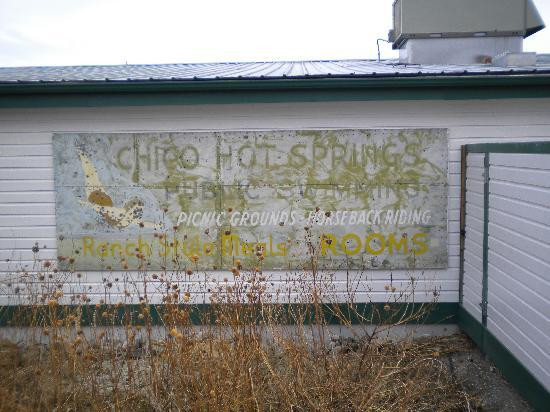 CHICO HOT SPRINGS
PUBLIC SWIMMING
PICNIC GROUNDS - HORSEBACK RIDING
Ranch Style Meals ROOMS